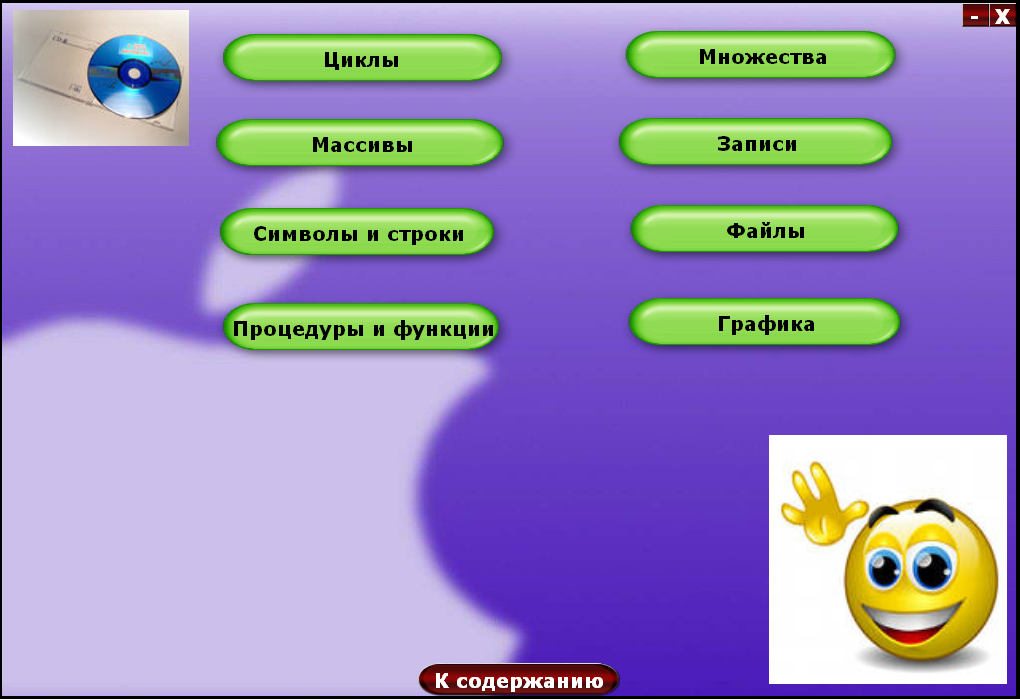 - X
Циклы
Множества
Массивы
Записи
Символы и строки
Файлы
Процедуры и функции
Графика
К содержанию